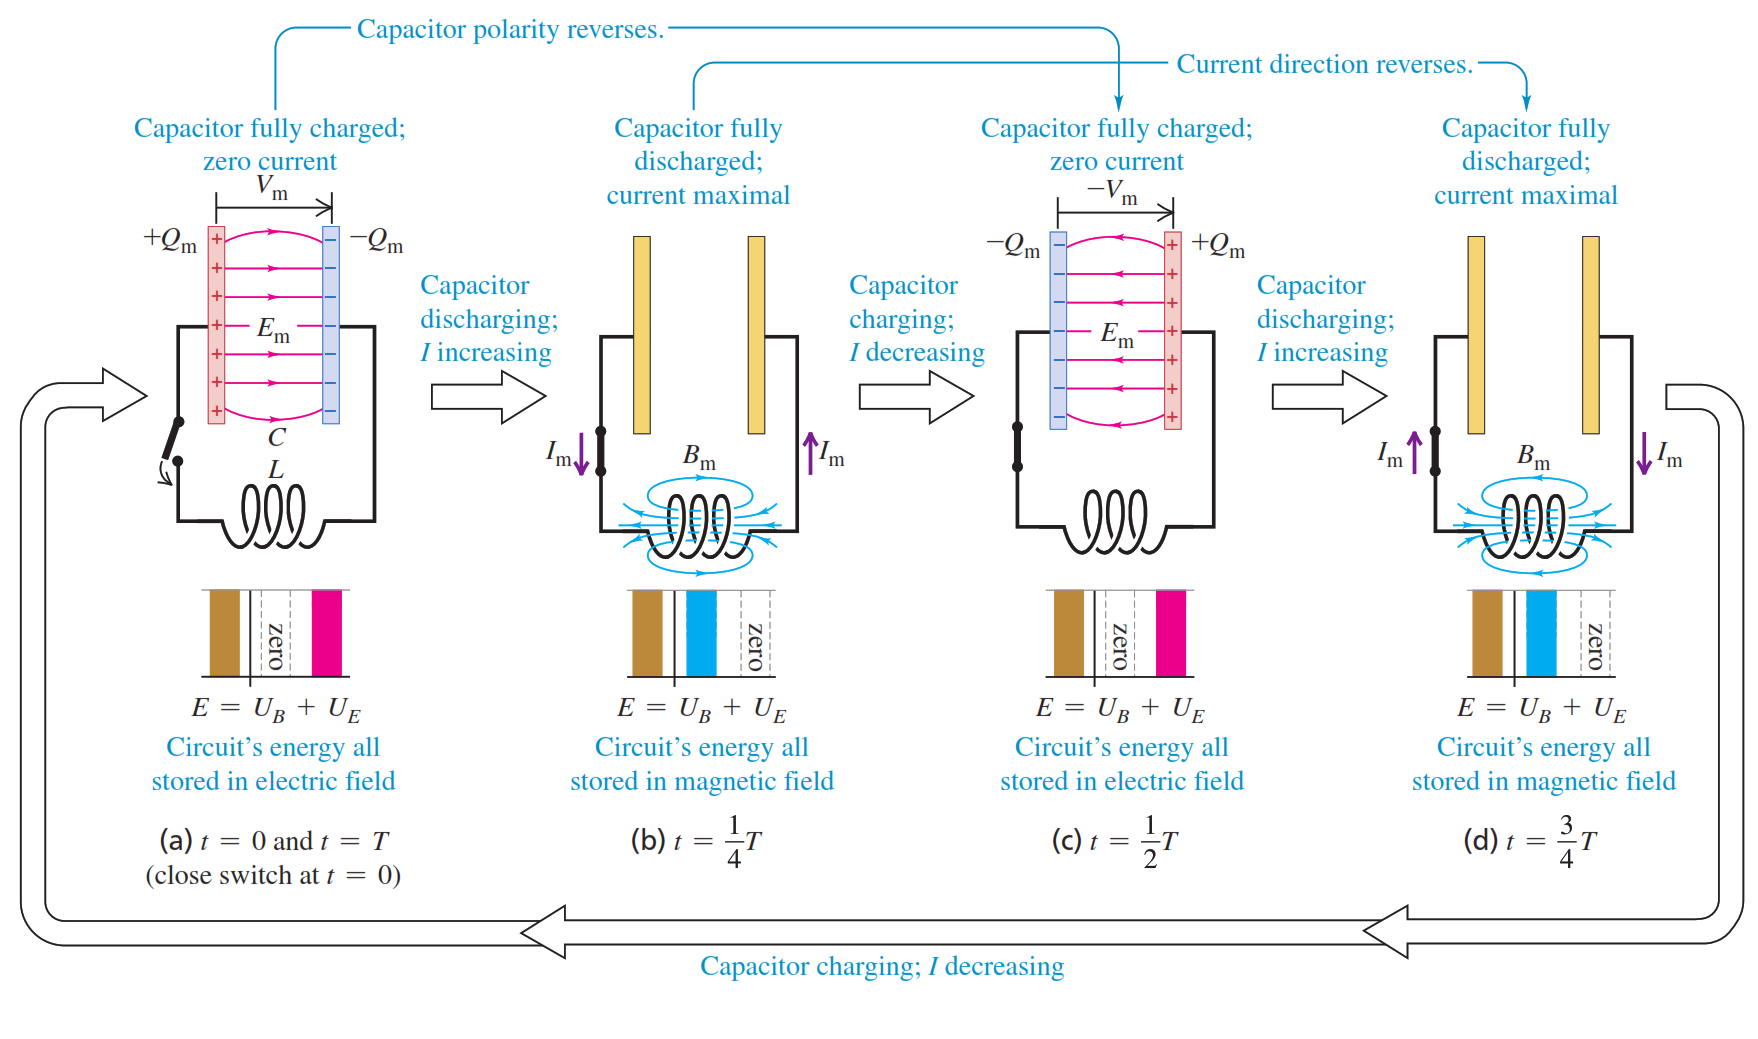 Capacitor polarity reverses.
Current direction reverses.
Capacitor fully charged;
zero current
Vm
+Qm
−Qm
+ + + + + + +
− − − − − − −
Em
C
L
zero
E = UB + UE
Circuit’s energy all
stored in electric field
(a) t = 0 and t = T
(close switch at t = 0)
Capacitor
discharging;
I increasing
Capacitor fully
discharged;
current maximal
Im
Im
Bm
zero
E = UB + UE
Circuit’s energy all
stored in magnetic field
(b) t = 1/4 T
Capacitor
charging;
I decreasing
Capacitor fully charged;
zero current
−Vm
−Qm
+Qm
− − − − − − −
+ + + + + + +
Em
zero
E = UB + UE
Circuit’s energy all
stored in electric field
(c) t = 1/2 T
Capacitor
discharging;
I increasing
Capacitor fully
discharged;
current maximal
Im
Im
Bm
zero
E = UB + UE
Circuit’s energy all
stored in magnetic field
(d) t = 3/4 T
Capacitor charging; I decreasing